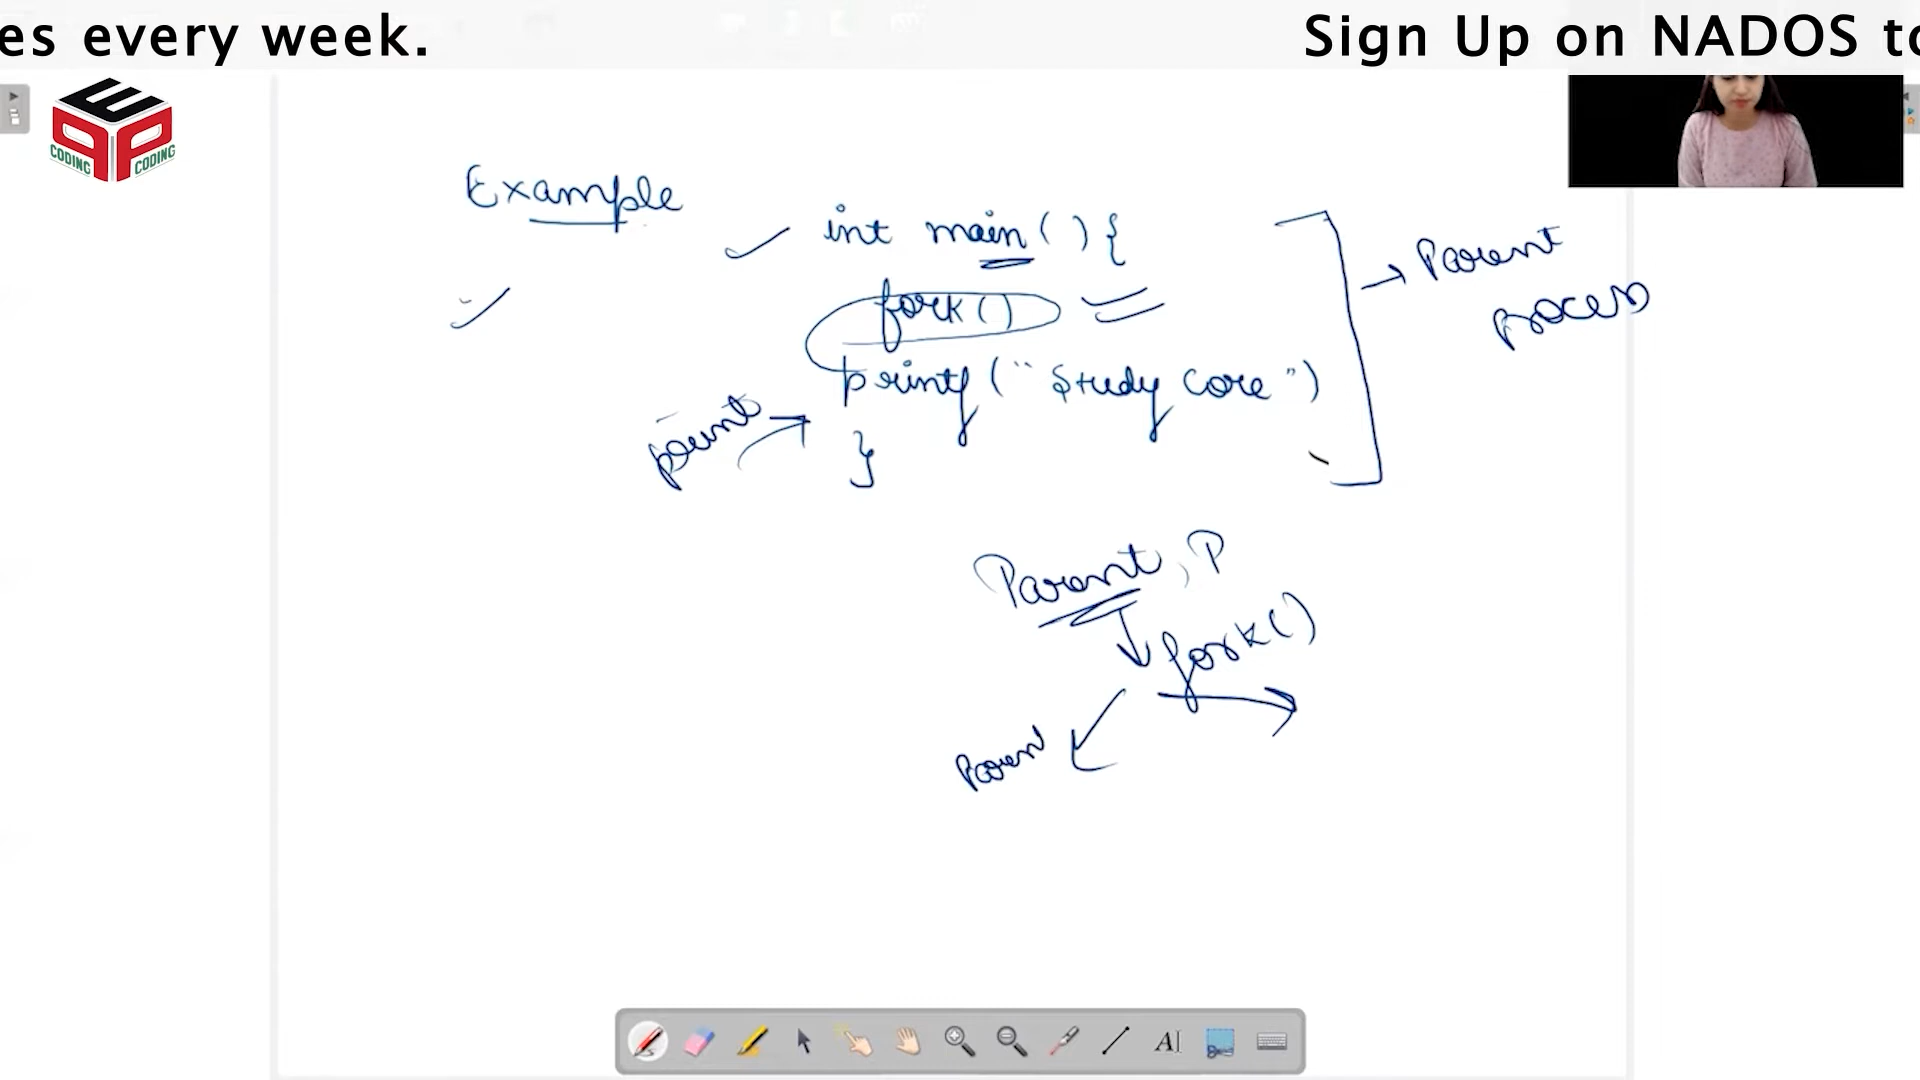 es every week.
Sign Up on NADOS to
CODING CODING
Example
int main() {
fork()
printf("Study Core")
}
print
Parent
process
Parent, P
fork()
Parent